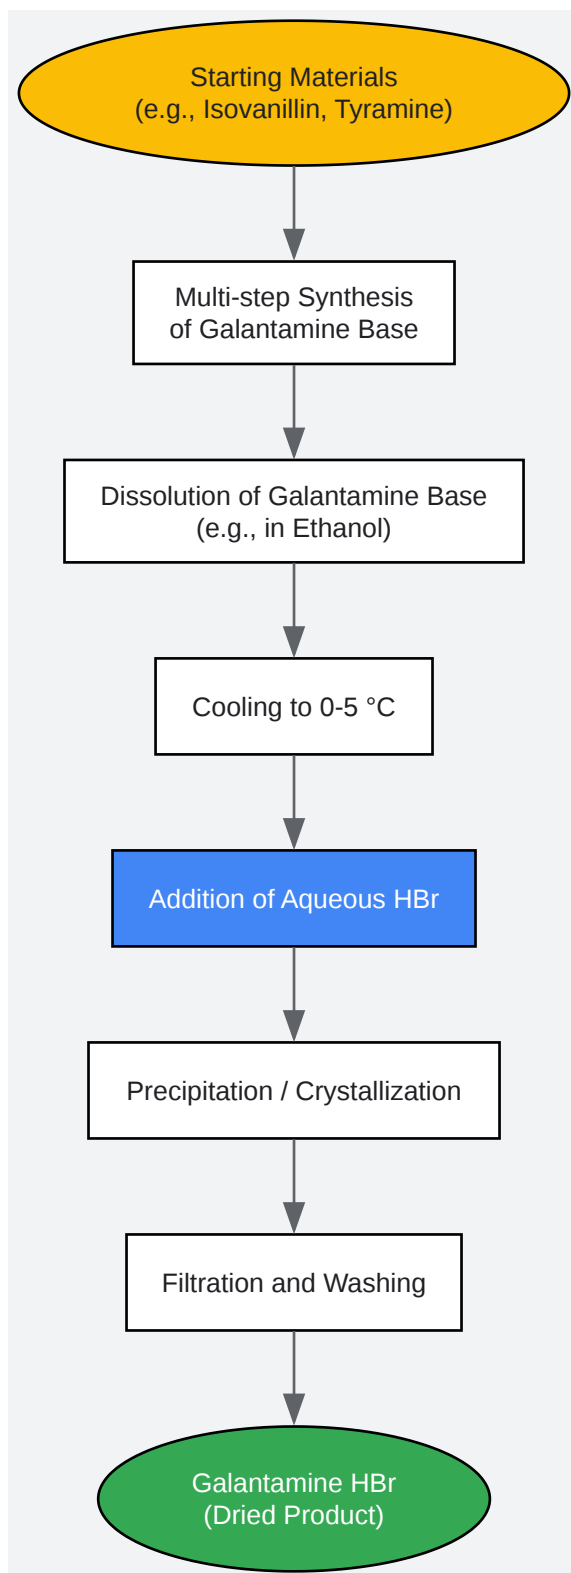 Starting Materials
(e.g., Isovanillin, Tyramine)
Multi-step Synthesis
of Galantamine Base
Dissolution of Galantamine Base
(e.g., in Ethanol)
Cooling to 0-5 °C
Addition of Aqueous HBr
Precipitation / Crystallization
Filtration and Washing
Galantamine HBr
(Dried Product)